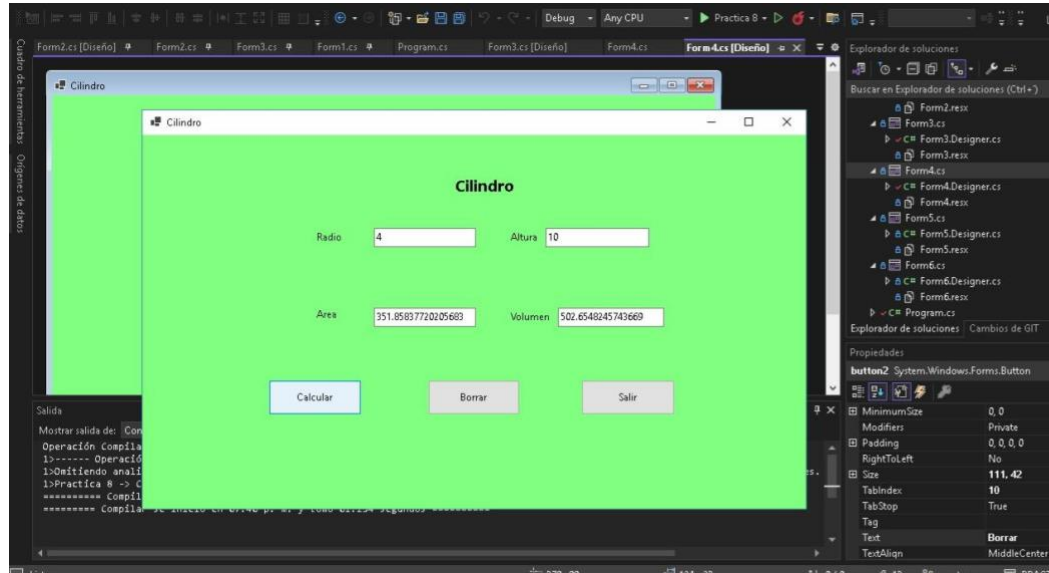 Debug Any CPU Practica 8
Form2.cs [Diseño] Form2.cs Form3.cs Form1.cs Program.cs Form3.cs [Diseño] Form4.cs Form4.cs [Diseño]
Cuadro de herramientas
Orígenes de datos
Cilindro
Cilindro
Cilindro
Radio 4 Altura 10
Area 351.85837720205683 Volumen 502.6548245743669
Calcular Borrar Salir
Salida
Mostrar salida de: Con
Operación Compila
1>------ Operació
1>Omitiendo analí
es.
1>Practica 8 -> C
========== Compil
========= Compilar
Explorador de soluciones
Buscar en Explorador de soluciones (Ctrl+´)
Form2.resx
Form3.cs
C# Form3.Designer.cs
Form3.resx
Form4.cs
C# Form4.Designer.cs
Form4.resx
Form5.cs
C# Form5.Designer.cs
Form5.resx
Form6.cs
C# Form6.Designer.cs
Form6.resx
C# Program.cs
Explorador de soluciones Cambios de GIT
Propiedades
button2 System.Windows.Forms.Button
MinimumSize 0, 0
Modifiers Private
Padding 0, 0, 0, 0
RightToLeft No
Size 111, 42
TabIndex 10
TabStop True
Tag
Text Borrar
TextAlign MiddleCenter